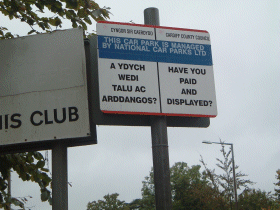 CYNGOR SIR CAERDYDD
CARDIFF COUNTY COUNCIL
THIS CAR PARK IS MANAGED
BY NATIONAL CAR PARKS LTD
A YDYCH
WEDI
TALU AC
ARDDANGOS?
HAVE YOU
PAID
AND
DISPLAYED?
NIS CLUB